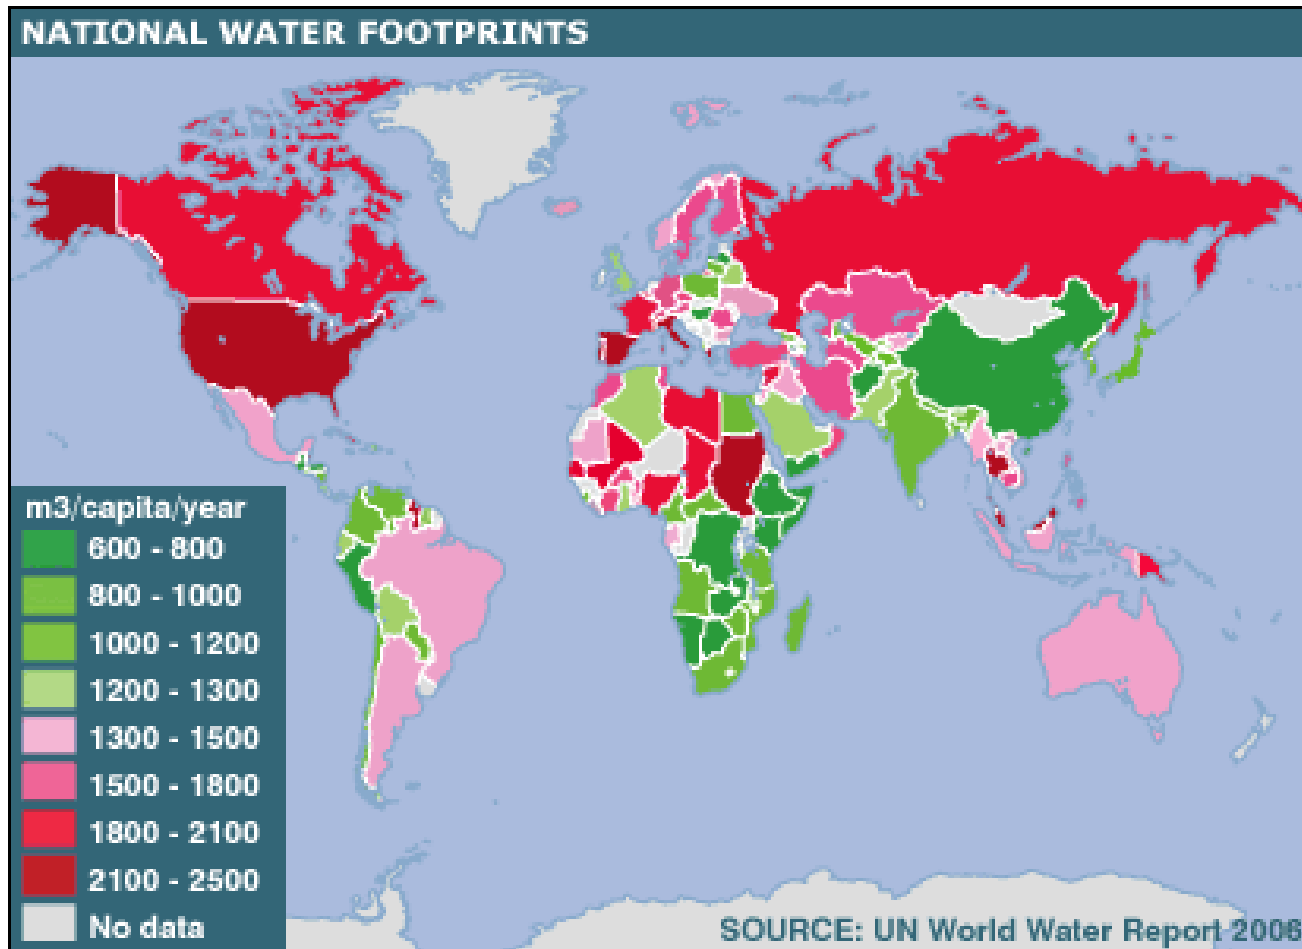 NATIONAL WATER FOOTPRINTS
m3/capita/year
600 - 800
800 - 1000
1000 - 1200
1200 - 1300
1300 - 1500
1500 - 1800
1800 - 2100
2100 - 2500
No data
SOURCE: UN World Water Report 2006